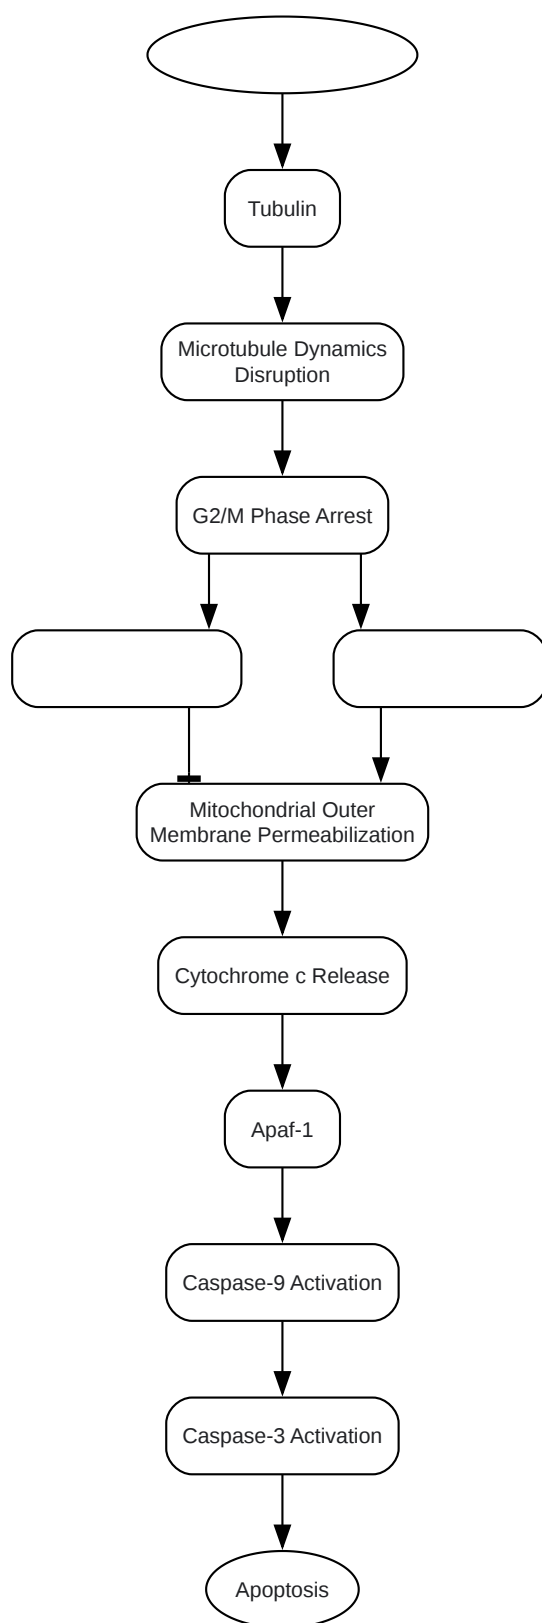 Tubulin
Microtubule Dynamics
Disruption
G2/M Phase Arrest
Mitochondrial Outer
Membrane Permeabilization
Cytochrome c Release
Apaf-1
Caspase-9 Activation
Caspase-3 Activation
Apoptosis